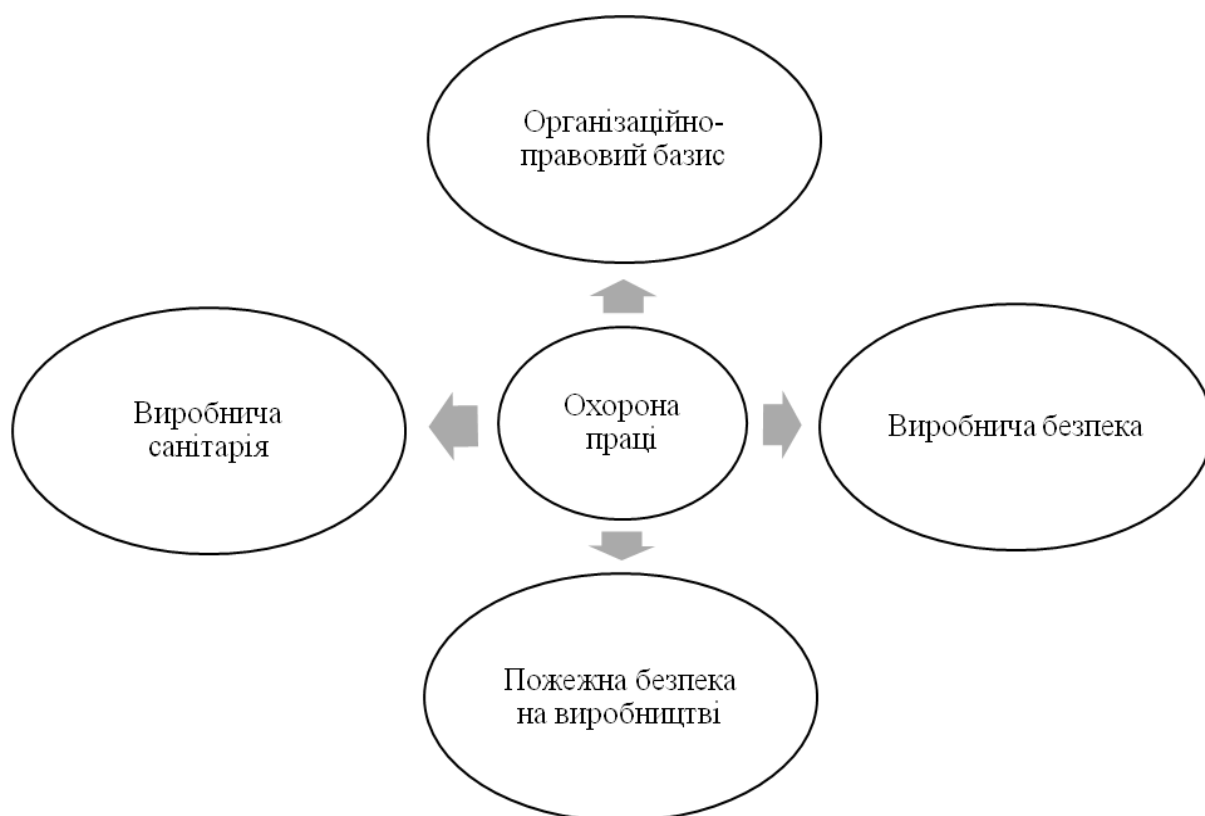 Організаційно-
правовий базис
Виробнича
санітарія
Охорона
праці
Виробнича безпека
Пожежна безпека
на виробництві